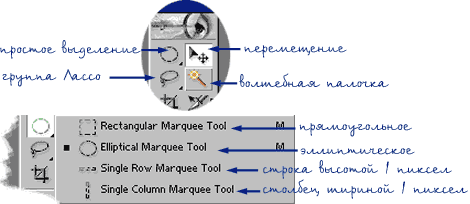 простое выделение
перемещение
группа Лассо
волшебная палочка
Rectangular Marquee Tool M прямоугольное
Elliptical Marquee Tool M эллиптическое
Single Row Marquee Tool строка высотой 1 пиксел
Single Column Marquee Tool столбец, шириной 1 пиксел